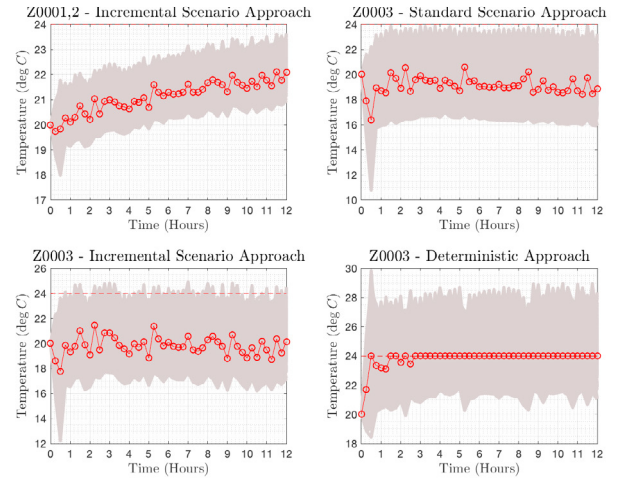 Z0001,2 - Incremental Scenario Approach
Temperature (deg C)
24
23
22
21
20
19
18
17
0 1 2 3 4 5 6 7 8 9 10 11 12
Time (Hours)
Z0003 - Standard Scenario Approach
Temperature (deg C)
24
22
20
18
16
14
12
10
0 1 2 3 4 5 6 7 8 9 10 11 12
Time (Hours)
Z0003 - Incremental Scenario Approach
Temperature (deg C)
26
24
22
20
18
16
14
12
0 1 2 3 4 5 6 7 8 9 10 11 12
Time (Hours)
Z0003 - Deterministic Approach
Temperature (deg C)
30
28
26
24
22
20
18
0 1 2 3 4 5 6 7 8 9 10 11 12
Time (Hours)